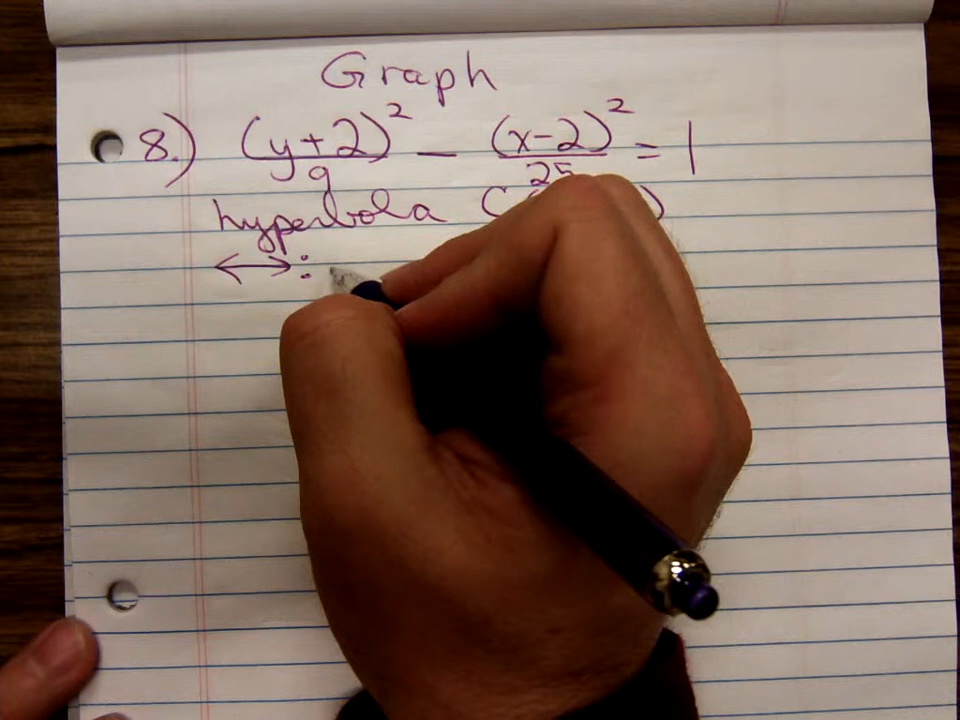 Graph
8.) (y+2)² / 9 − (x-2)² / 25 = 1
hyperbola ( )
↔ :